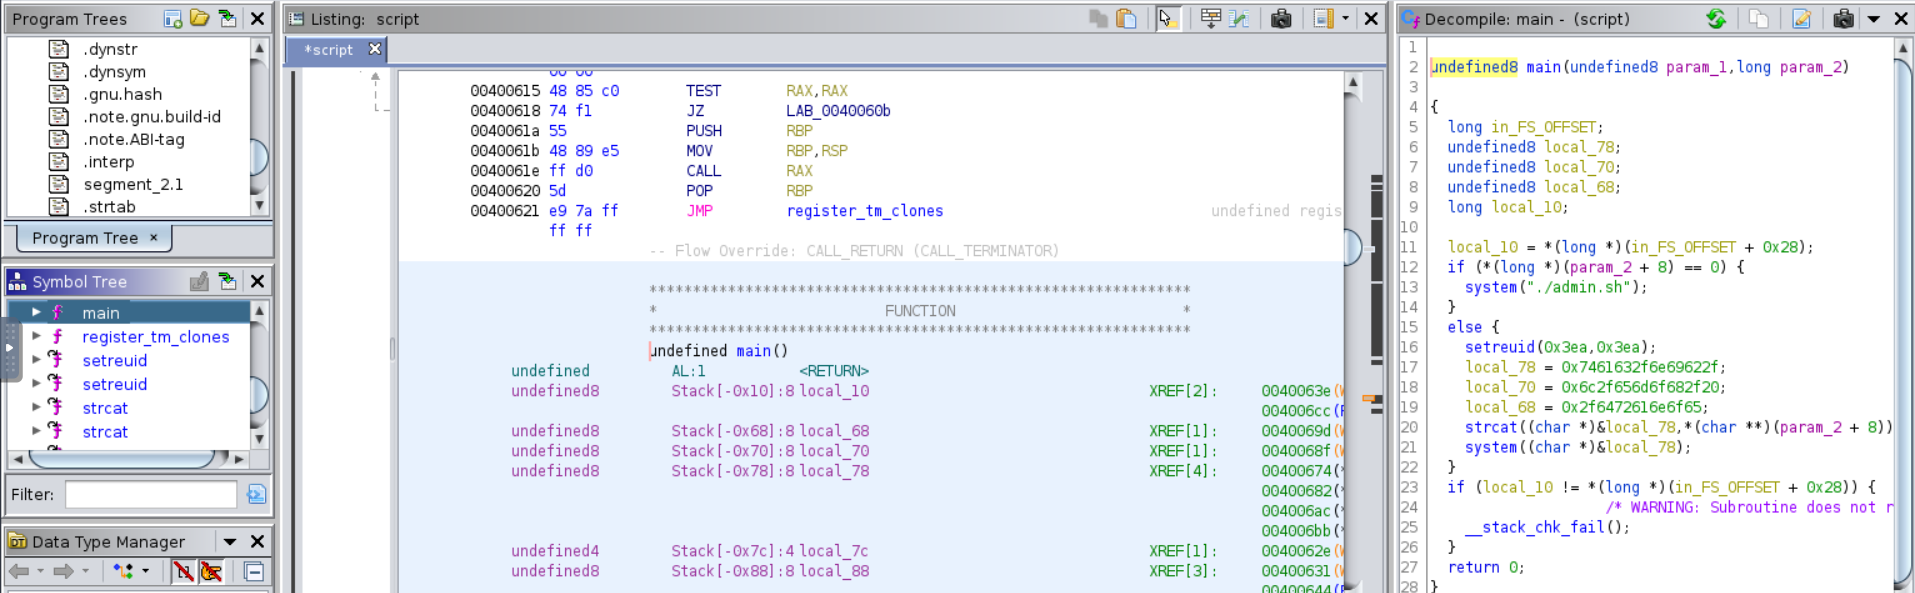 Program Trees
.dynstr
.dynsym
.gnu.hash
.note.gnu.build-id
.note.ABI-tag
.interp
segment_2.1
.strtab
Program Tree ×
Symbol Tree
main
register_tm_clones
setreuid
setreuid
strcat
strcat
Filter:
Data Type Manager
Listing: script
*script
00400615 48 85 c0 TEST RAX,RAX
00400618 74 f1 JZ LAB_0040060b
0040061a 55 PUSH RBP
0040061b 48 89 e5 MOV RBP,RSP
0040061e ff d0 CALL RAX
00400620 5d POP RBP
00400621 e9 7a ff JMP register_tm_clones undefined regis
ff ff
-- Flow Override: CALL_RETURN (CALL_TERMINATOR)
**************************************************************
* FUNCTION *
**************************************************************
undefined main()
undefined AL:1 <RETURN>
undefined8 Stack[-0x10]:8 local_10 XREF[2]: 0040063e(
004006cc(
undefined8 Stack[-0x68]:8 local_68 XREF[1]: 0040069d(
undefined8 Stack[-0x70]:8 local_70 XREF[1]: 0040068f(
undefined8 Stack[-0x78]:8 local_78 XREF[4]: 00400674(*
00400682(*
004006ac(*
004006bb(*
undefined4 Stack[-0x7c]:4 local_7c XREF[1]: 0040062e(
undefined8 Stack[-0x88]:8 local_88 XREF[3]: 00400631(
Decompile: main - (script)
1
2 undefined8 main(undefined8 param_1,long param_2)
3
4 {
5 long in_FS_OFFSET;
6 undefined8 local_78;
7 undefined8 local_70;
8 undefined8 local_68;
9 long local_10;
10
11 local_10 = *(long *)(in_FS_OFFSET + 0x28);
12 if (*(long *)(param_2 + 8) == 0) {
13 system("./admin.sh");
14 }
15 else {
16 setreuid(0x3ea,0x3ea);
17 local_78 = 0x7461632f6e69622f;
18 local_70 = 0x6c2f656d6f682f20;
19 local_68 = 0x2f6472616e6f65;
20 strcat((char *)&local_78,*(char **)(param_2 + 8))
21 system((char *)&local_78);
22 }
23 if (local_10 != *(long *)(in_FS_OFFSET + 0x28)) {
24 /* WARNING: Subroutine does not r
25 __stack_chk_fail();
26 }
27 return 0;
28 }